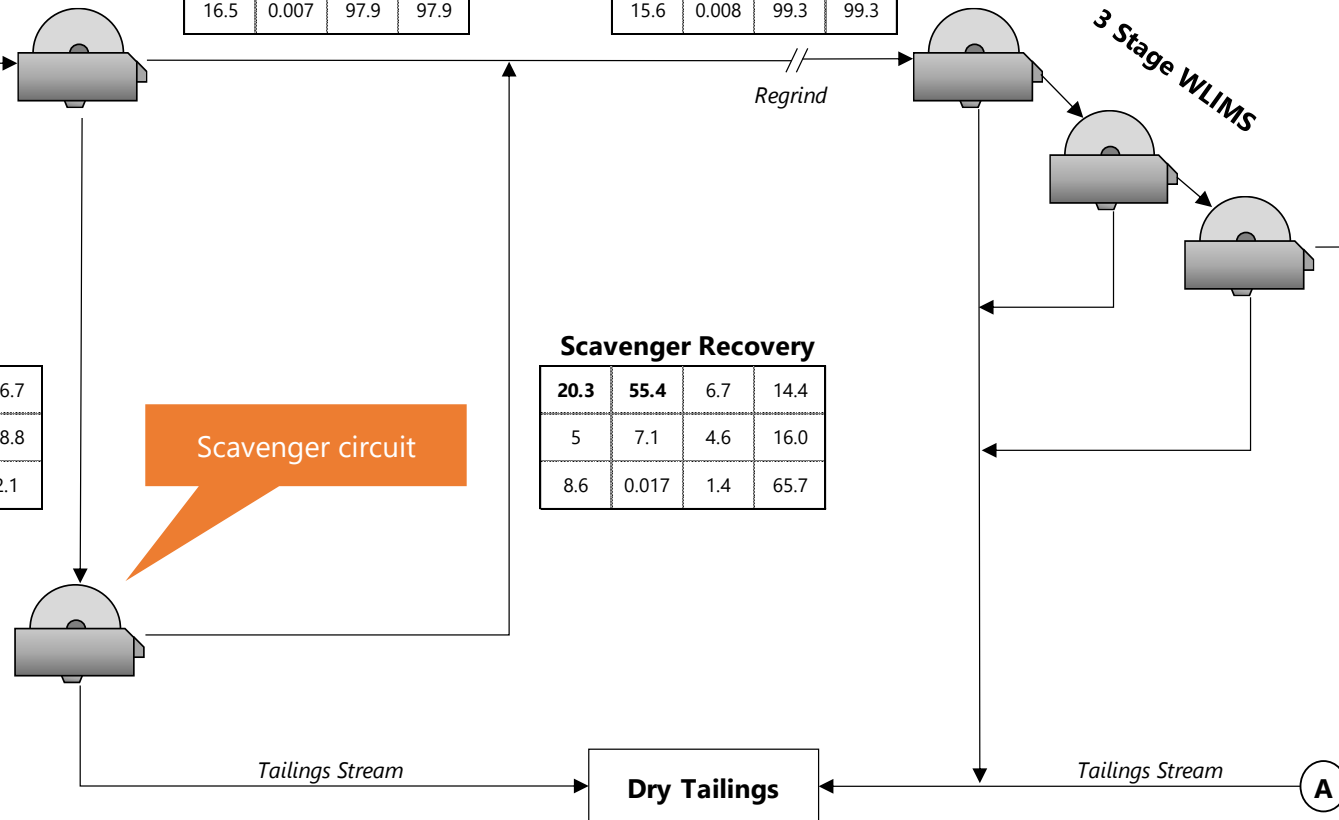 16.5 0.007 97.9 97.9
15.6 0.008 99.3 99.3
3 Stage WLIMS
Regrind
Scavenger Recovery
20.3 55.4 6.7 14.4
5 7.1 4.6 16.0
8.6 0.017 1.4 65.7
6.7
8.8
2.1
Scavenger circuit
Tailings Stream
Dry Tailings
Tailings Stream
A